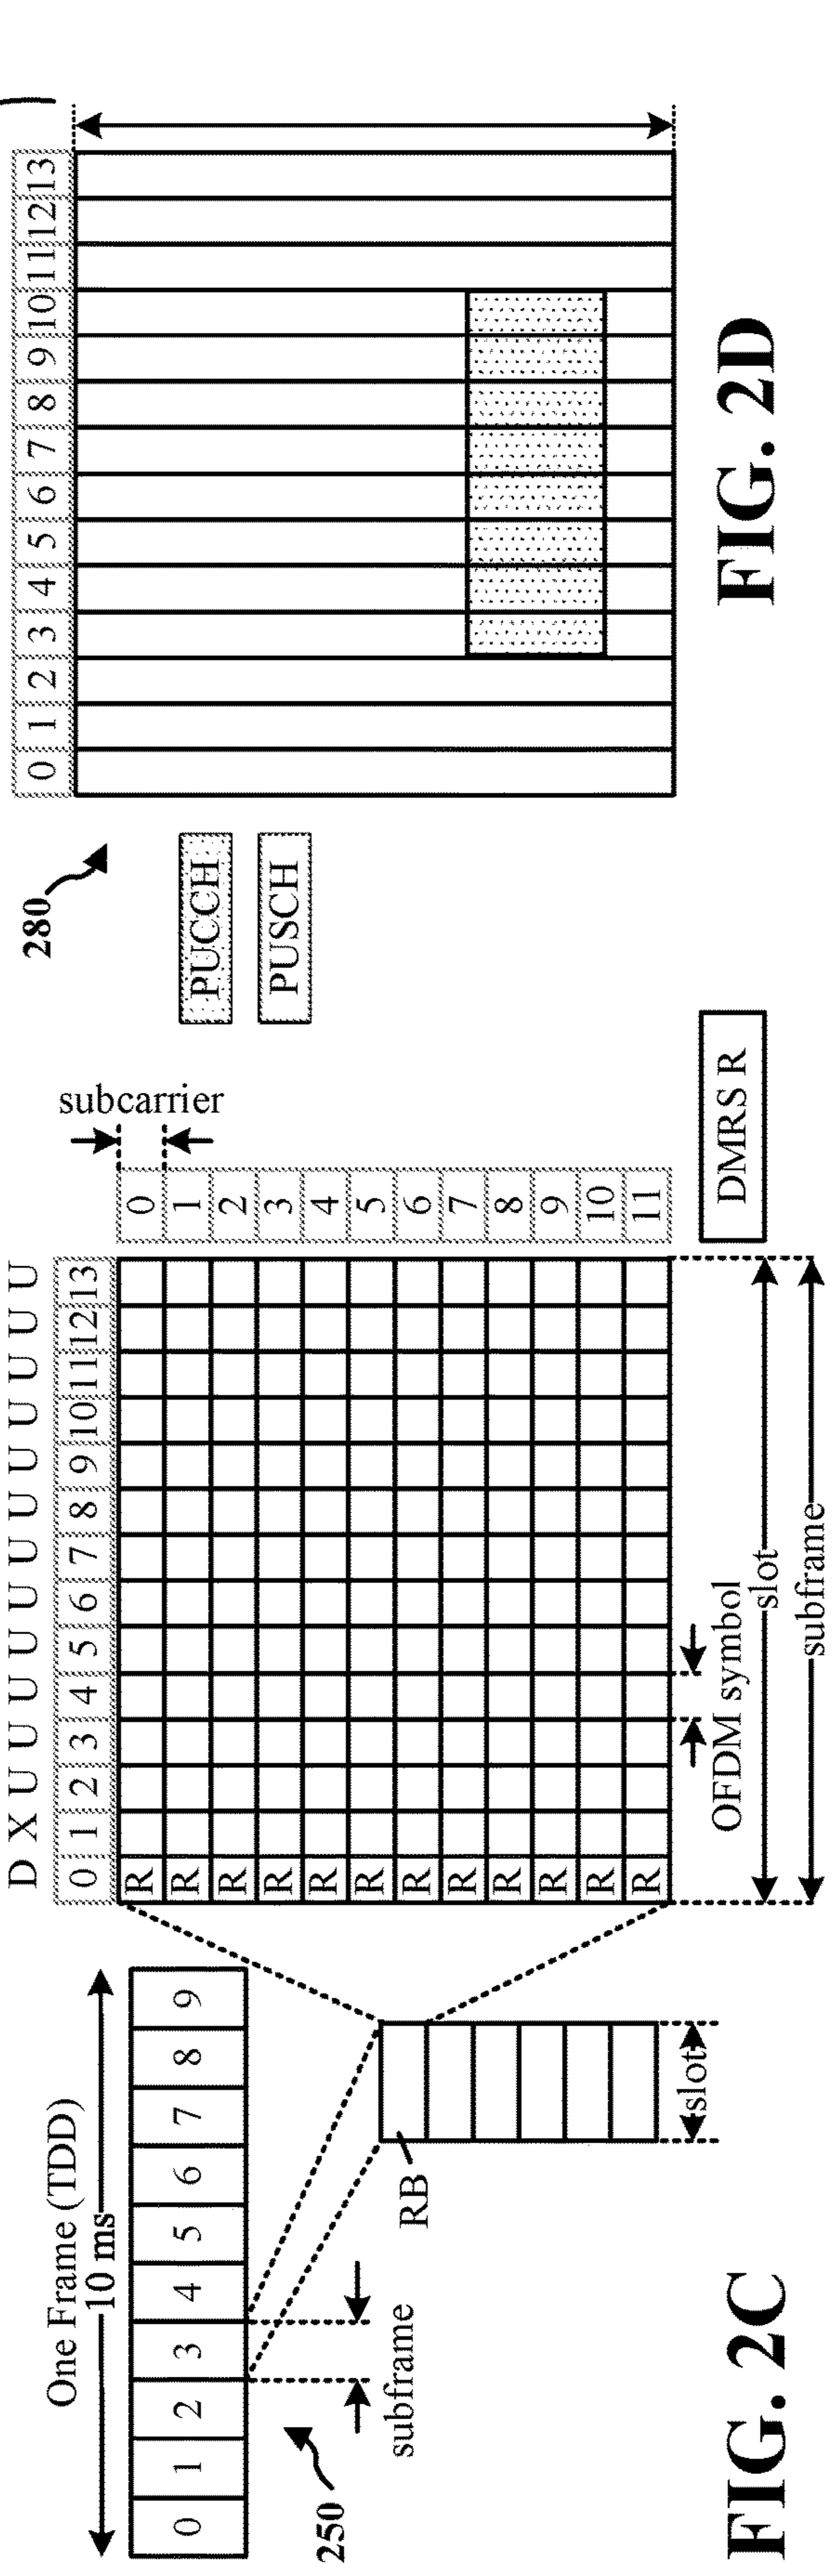 One Frame (TDD)
10 ms
0 1 2 3 4 5 6 7 8 9
250
subframe
RB
slot
FIG. 2C
D X U U U U U U U U U U U U
0 1 2 3 4 5 6 7 8 9 10 11 12 13
subcarrier
R 0
R 1
R 2
R 3
R 4
R 5
R 6
R 7
R 8
R 9
R 10
R 11
OFDM symbol
slot
subframe
DMRS R
280
PUCCH
PUSCH
0 1 2 3 4 5 6 7 8 9 10 11 12 13
FIG. 2D